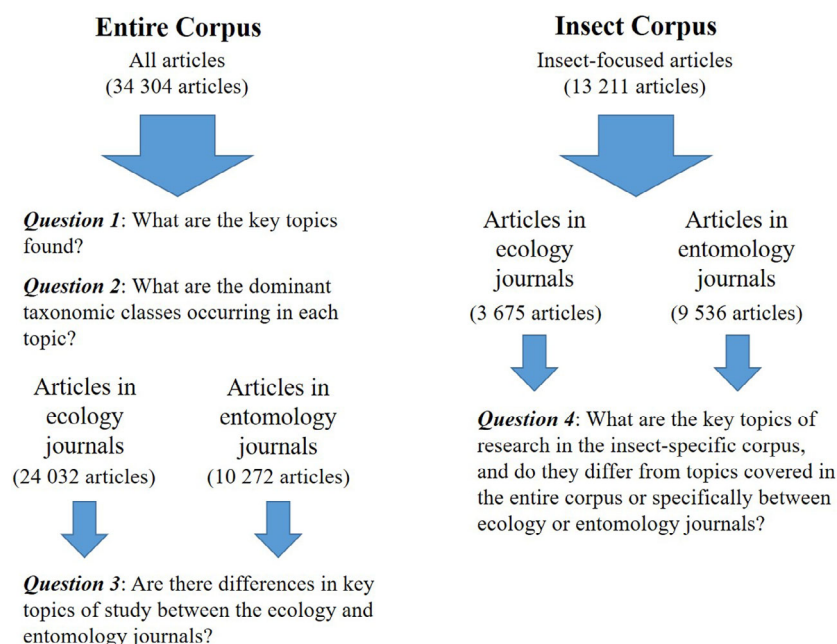 Entire Corpus
All articles
(34 304 articles)
Question 1: What are the key topics
found?
Question 2: What are the dominant
taxonomic classes occurring in each
topic?
Articles in
ecology
journals
(24 032 articles)
Articles in
entomology
journals
(10 272 articles)
Question 3: Are there differences in key
topics of study between the ecology and
entomology journals?
Insect Corpus
Insect-focused articles
(13 211 articles)
Articles in
ecology
journals
(3 675 articles)
Articles in
entomology
journals
(9 536 articles)
Question 4: What are the key topics of
research in the insect-specific corpus,
and do they differ from topics covered in
the entire corpus or specifically between
ecology or entomology journals?